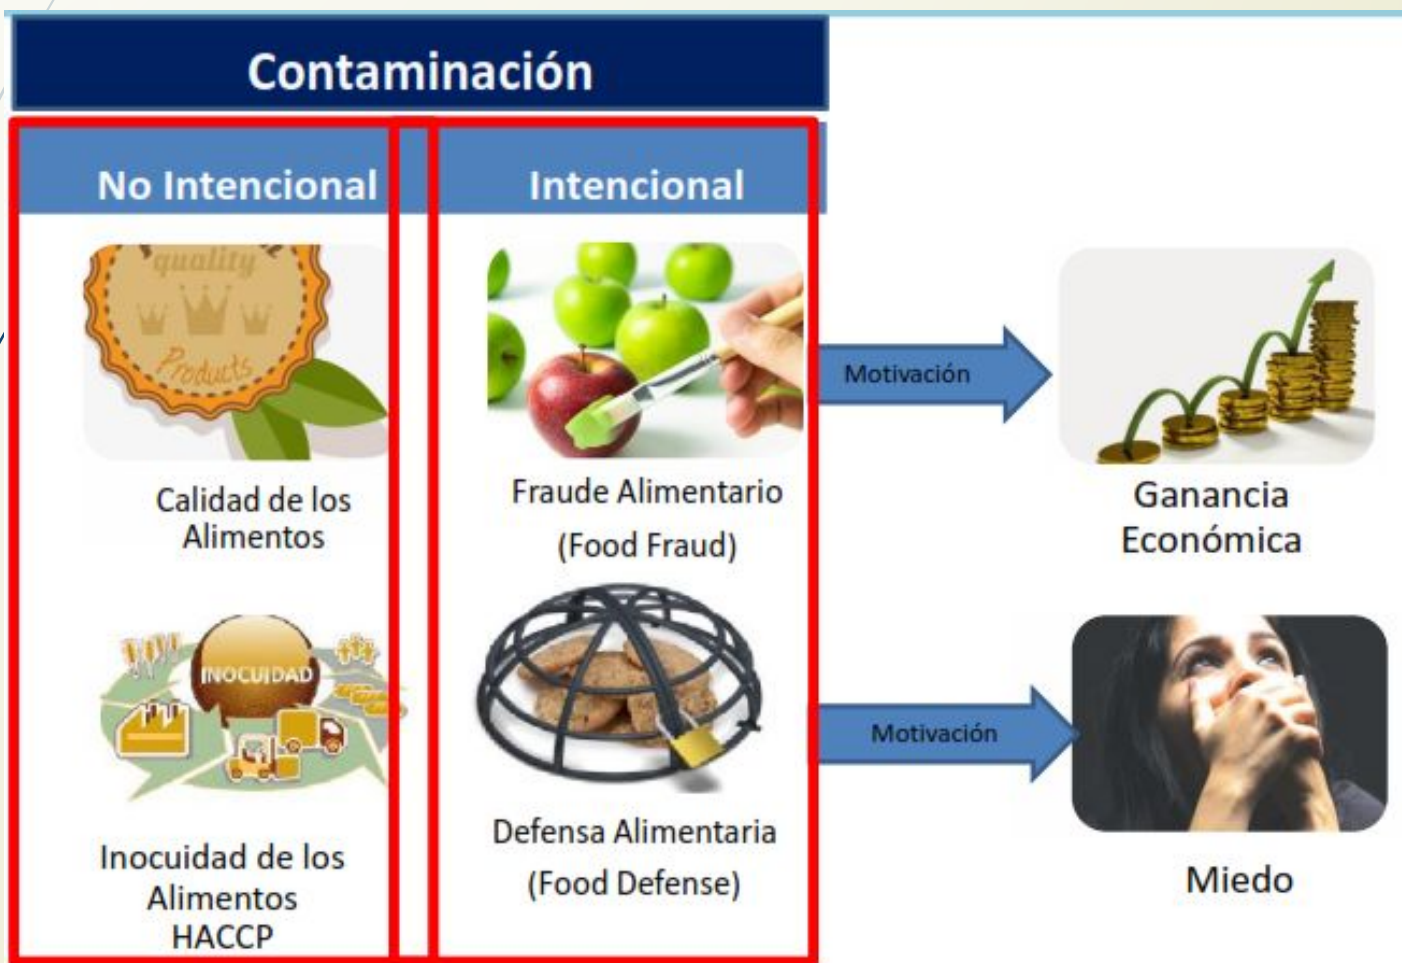 Contaminación
No Intencional
Intencional
quality
Products
Calidad de los
Alimentos
Fraude Alimentario
(Food Fraud)
Motivación
Ganancia
Económica
INOCUIDAD
Inocuidad de los
Alimentos
HACCP
Defensa Alimentaria
(Food Defense)
Motivación
Miedo